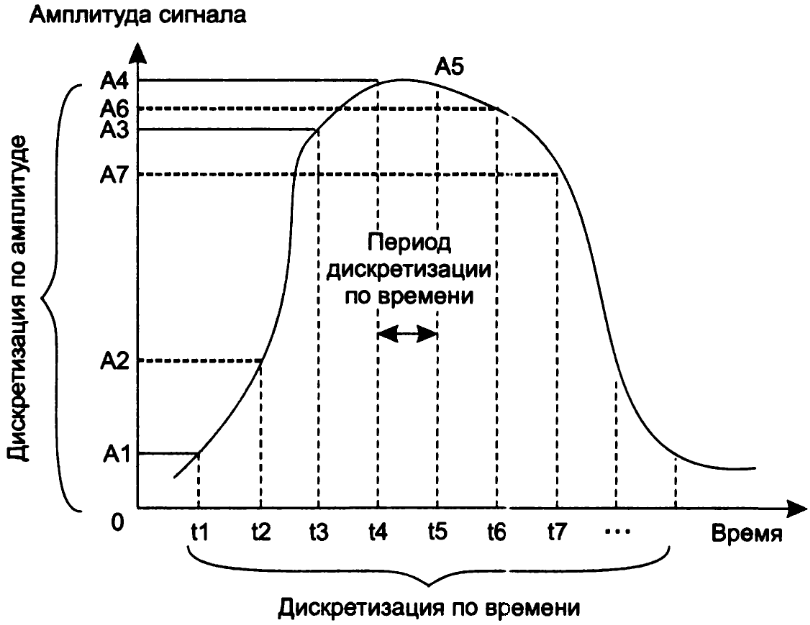 Амплитуда сигнала
A4
A5
A6
A3
A7
Дискретизация по амплитуде
Период
дискретизации
по времени
A2
A1
0
t1 t2 t3 t4 t5 t6 t7 ... Время
Дискретизация по времени